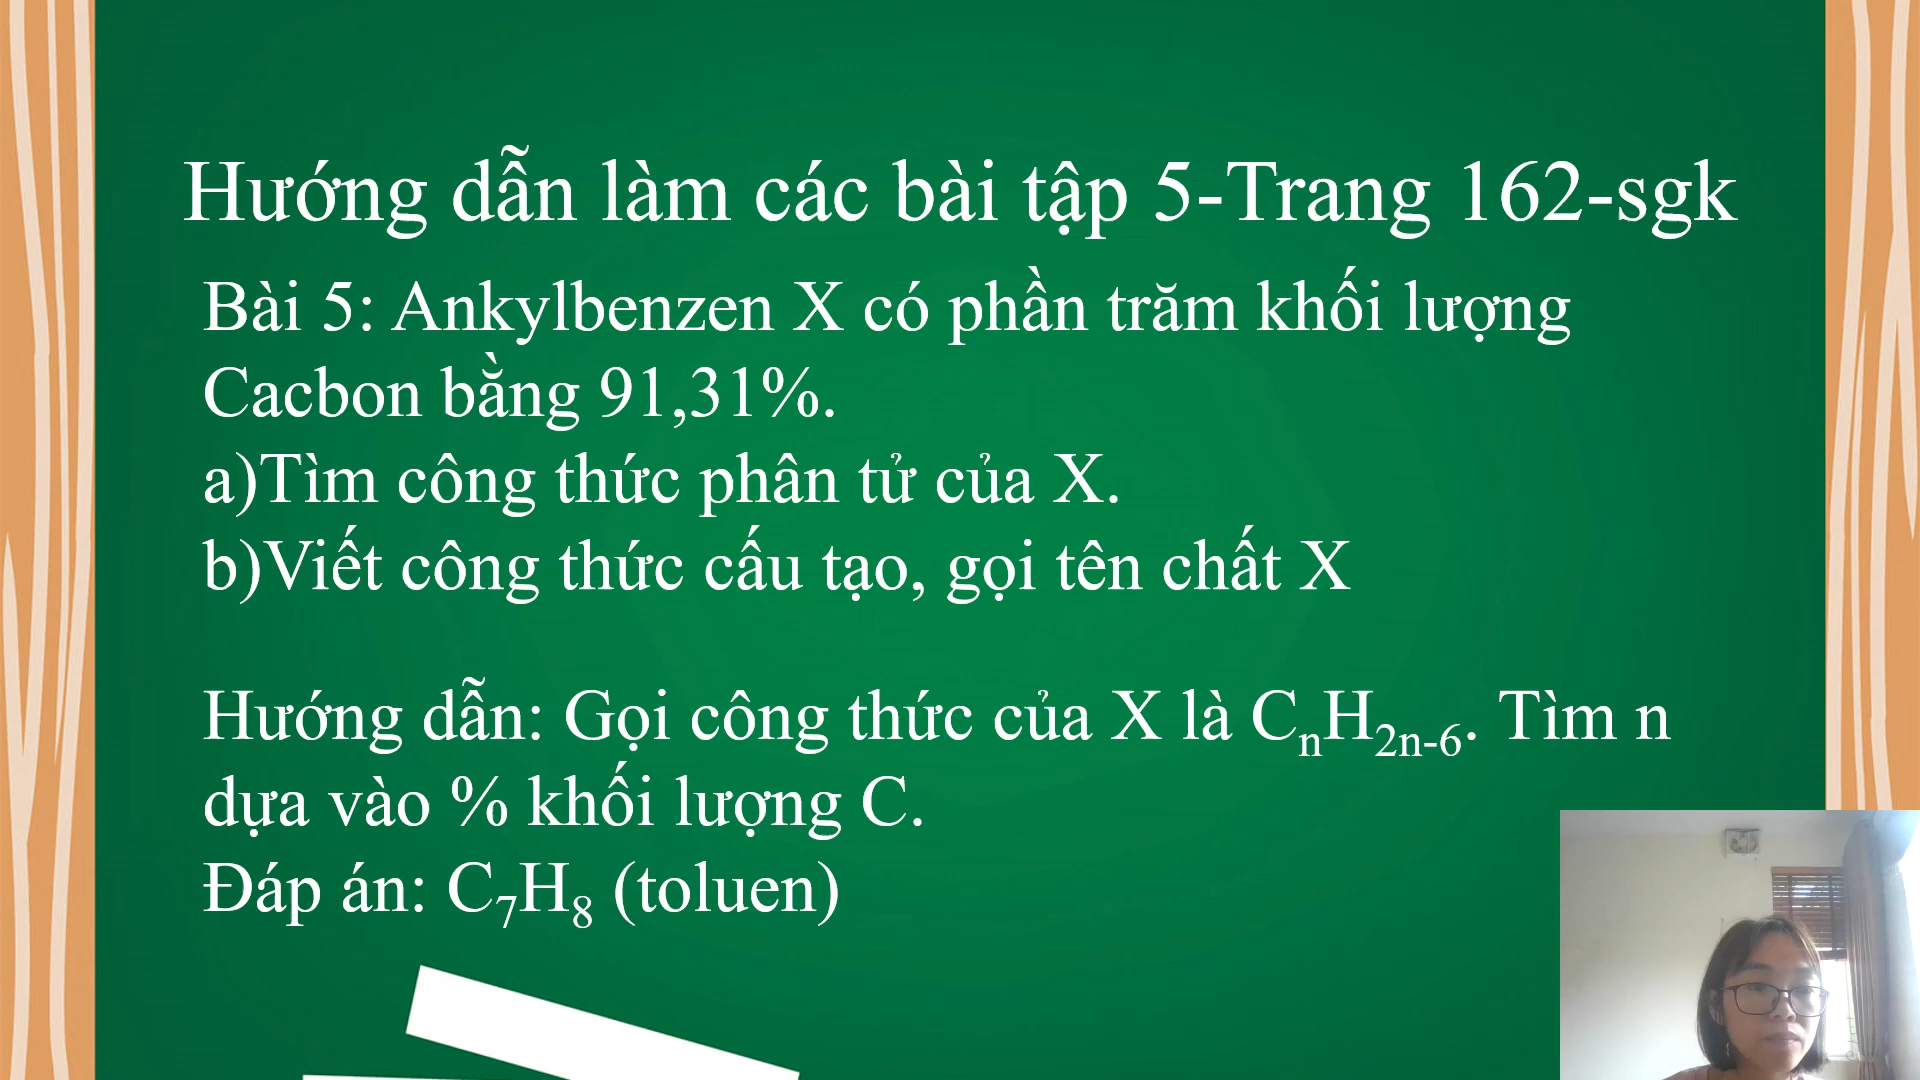 Hướng dẫn làm các bài tập 5-Trang 162-sgk
Bài 5: Ankylbenzen X có phần trăm khối lượng
Cacbon bằng 91,31%.
a)Tìm công thức phân tử của X.
b)Viết công thức cấu tạo, gọi tên chất X
Hướng dẫn: Gọi công thức của X là CₙH₂ₙ₋₆. Tìm n
dựa vào % khối lượng C.
Đáp án: C₇H₈ (toluen)